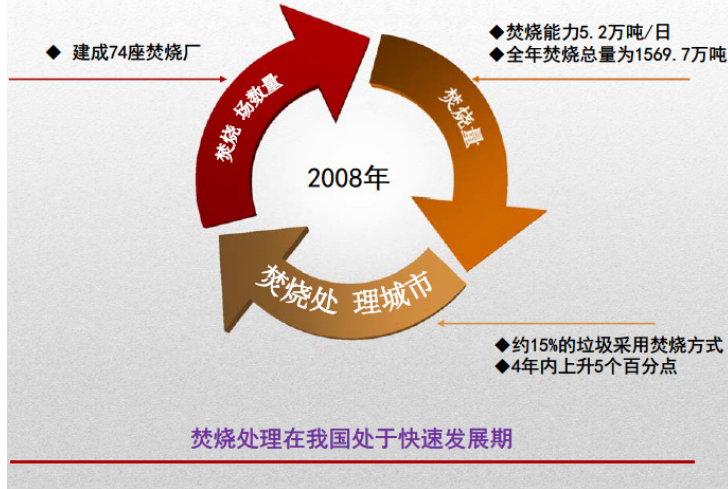 ◆ 建成74座焚烧厂
◆焚烧能力5.2万吨/日
◆全年焚烧总量为1569.7万吨
焚烧 场数量
焚烧量
2008年
焚烧处 理城市
◆约15%的垃圾采用焚烧方式
◆4年内上升5个百分点
焚烧处理在我国处于快速发展期